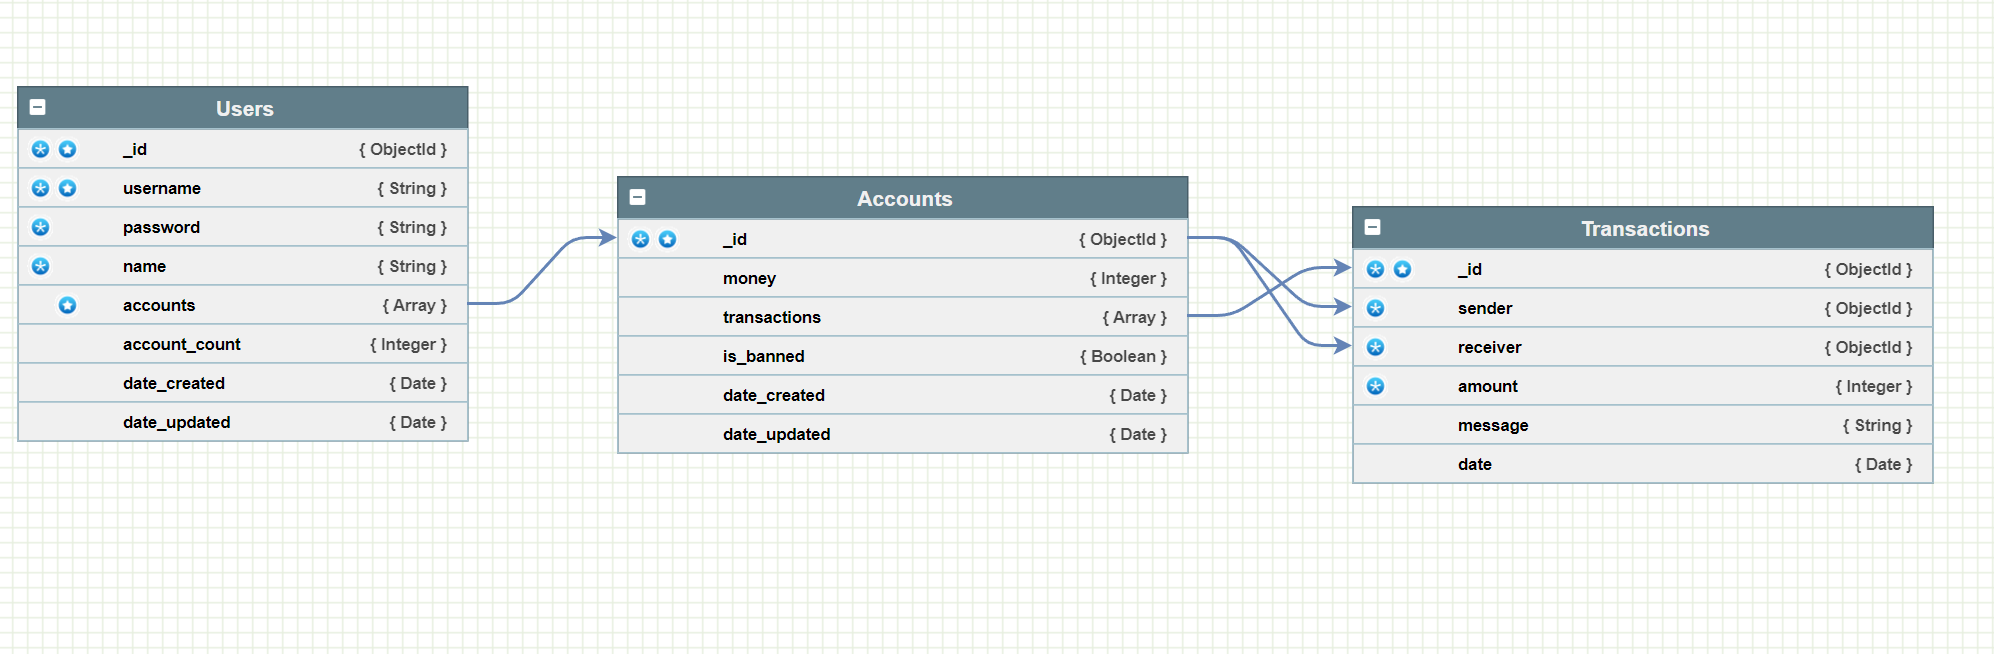 Users
_id { ObjectId }
username { String }
password { String }
name { String }
accounts { Array }
account_count { Integer }
date_created { Date }
date_updated { Date }
Accounts
_id { ObjectId }
money { Integer }
transactions { Array }
is_banned { Boolean }
date_created { Date }
date_updated { Date }
Transactions
_id { ObjectId }
sender { ObjectId }
receiver { ObjectId }
amount { Integer }
message { String }
date { Date }